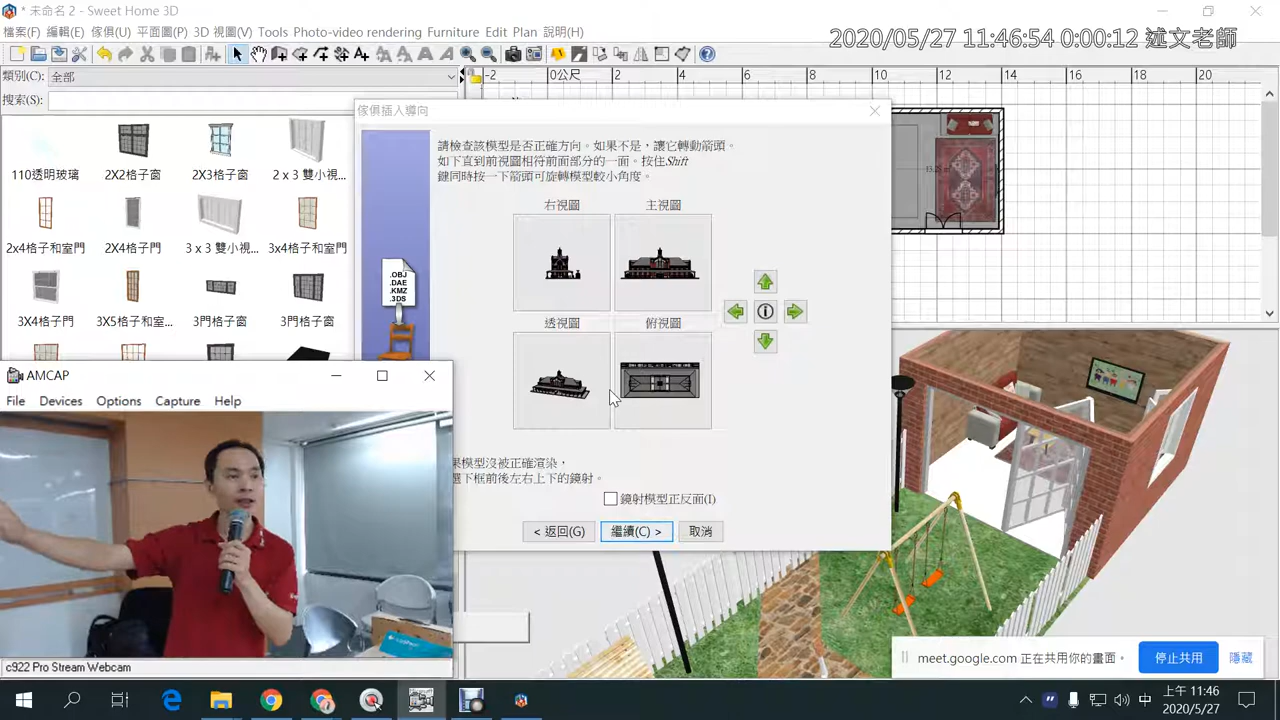 * 未命名 2 - Sweet Home 3D
檔案(F) 編輯(E) 傢俱(U) 平面圖(P) 3D 視圖(V) Tools Photo-video rendering Furniture Edit Plan 說明(H)
2020/05/27 11:46:54 0:00:12 述文老師
類別(C): 全部
-2 0公尺 2 4 6 8 10 12 14 16 18 20
搜索(S):
傢俱插入導向
請檢查該模型是否正確方向。如果不是，讓它轉動箭頭。
如下直到前視圖相符前面部分的一面。按住Shift
鍵同時按一下箭頭可旋轉模型較小角度。
110透明玻璃 2X2格子窗 2X3格子窗 2 x 3 雙小視...
右視圖 主視圖
2x4格子和室門 2X4格子門 3 x 3 雙小視... 3x4格子和室門
.OBJ
.DAE
.KMZ
.3DS
3X4格子門 3X5格子和室... 3門格子窗 3門格子窗
透視圖 俯視圖
AMCAP
File Devices Options Capture Help
果模型沒被正確渲染，
選下框前後左右上下的鏡射。
鏡射模型正反面(I)
< 返回(G) 繼續(C) > 取消
meet.google.com 正在共用你的畫面。 停止共用 隱藏
c922 Pro Stream Webcam
中
上午 11:46
2020/5/27